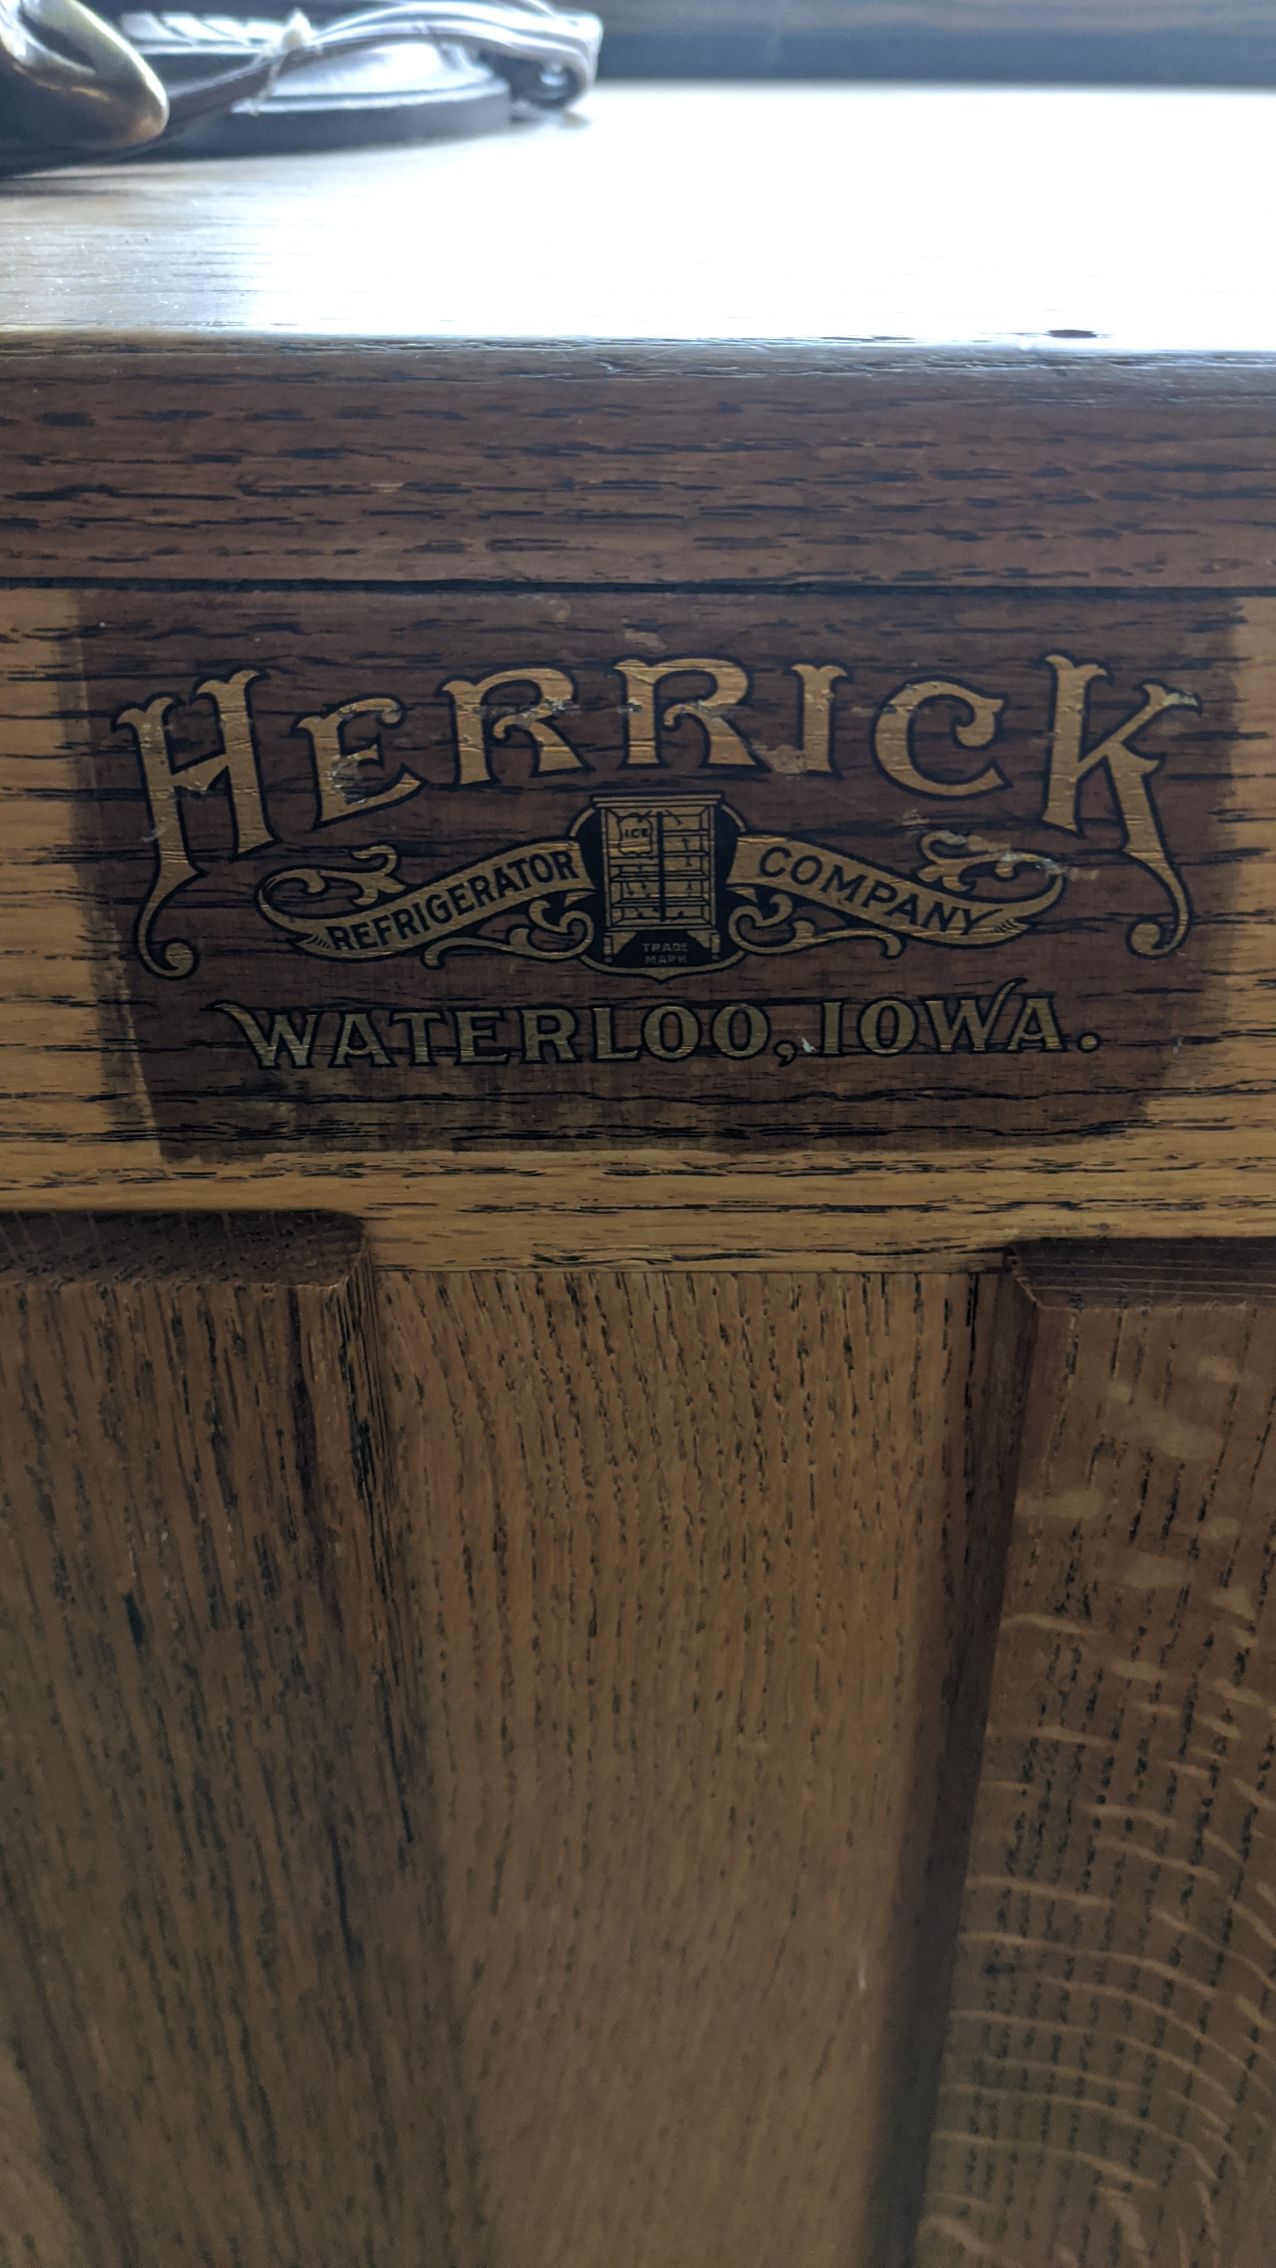 HERRICK
ICE
REFRIGERATOR COMPANY
TRADE
MARK
WATERLOO, IOWA.